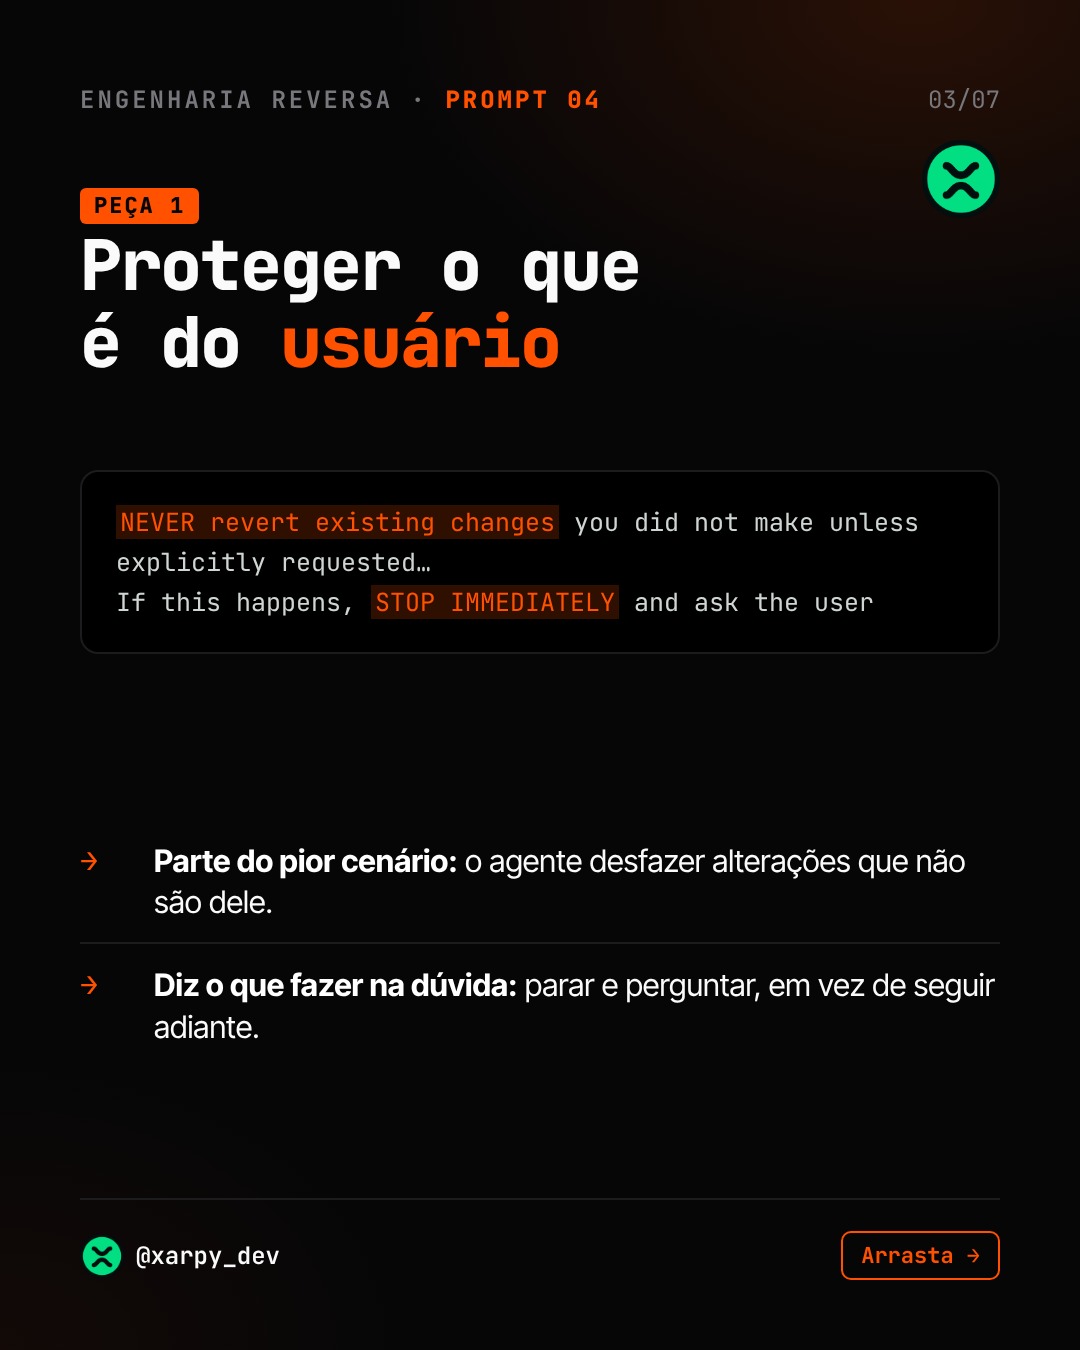 ENGENHARIA REVERSA · PROMPT 04
03/07
PEÇA 1
Proteger o que
é do usuário
NEVER revert existing changes you did not make unless
explicitly requested…
If this happens, STOP IMMEDIATELY and ask the user
→ Parte do pior cenário: o agente desfazer alterações que não
são dele.
→ Diz o que fazer na dúvida: parar e perguntar, em vez de seguir
adiante.
@xarpy_dev
Arrasta →